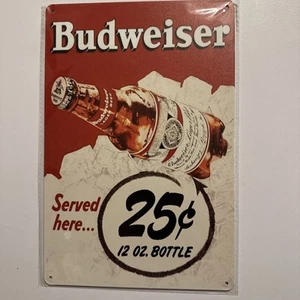 Budweiser
Served
here...
25¢
12 OZ. BOTTLE